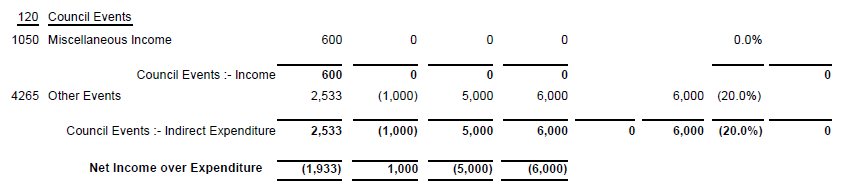 120 Council Events
1050 Miscellaneous Income 600 0 0 0 0.0%
Council Events :- Income 600 0 0 0 0
4265 Other Events 2,533 (1,000) 5,000 6,000 6,000 (20.0%)
Council Events :- Indirect Expenditure 2,533 (1,000) 5,000 6,000 0 6,000 (20.0%) 0
Net Income over Expenditure (1,933) 1,000 (5,000) (6,000)